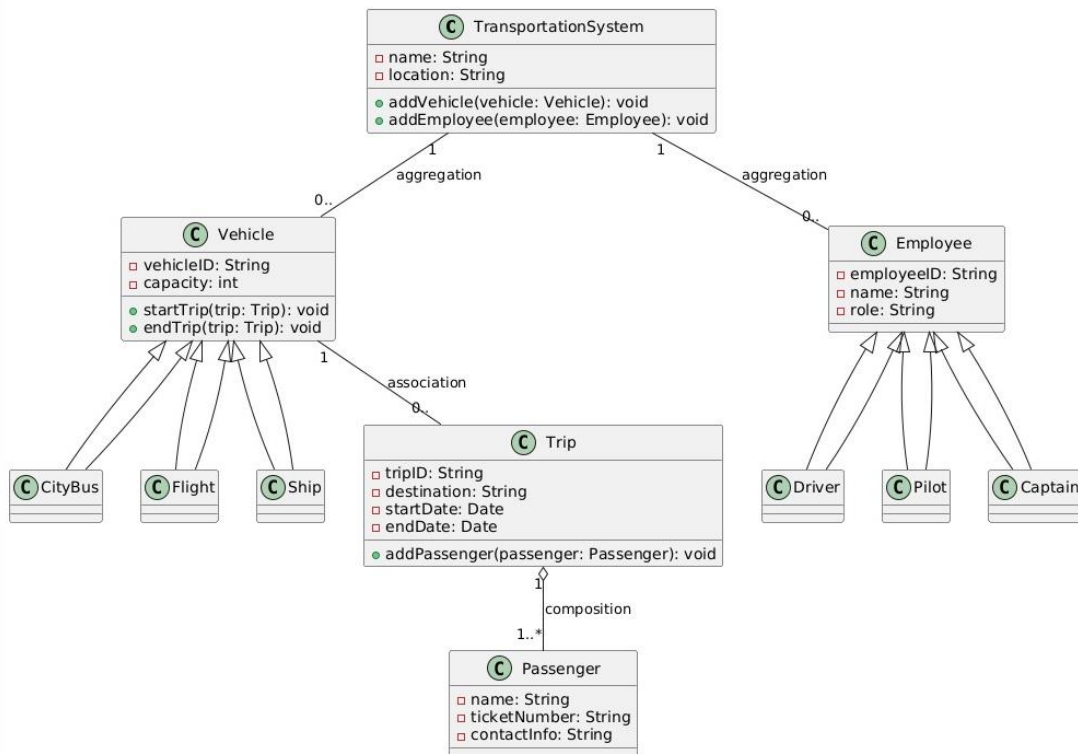 C TransportationSystem
name: String
location: String
addVehicle(vehicle: Vehicle): void
addEmployee(employee: Employee): void
1
1
aggregation
aggregation
0..
0..
C Vehicle
vehicleID: String
capacity: int
startTrip(trip: Trip): void
endTrip(trip: Trip): void
C Employee
employeeID: String
name: String
role: String
1
association
0..
C CityBus
C Flight
C Ship
C Trip
tripID: String
destination: String
startDate: Date
endDate: Date
addPassenger(passenger: Passenger): void
C Driver
C Pilot
C Captain
1
composition
1..*
C Passenger
name: String
ticketNumber: String
contactInfo: String